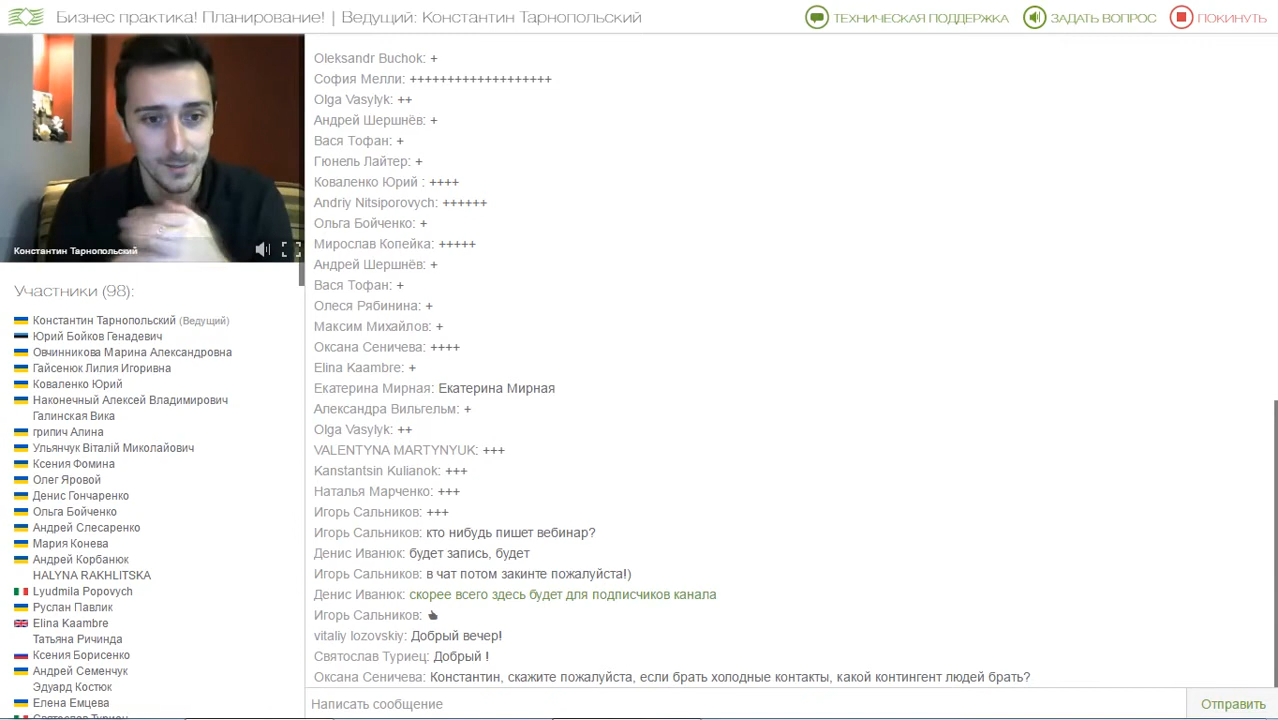 Бизнес практика! Планирование! | Ведущий: Константин Тарнопольский
ТЕХНИЧЕСКАЯ ПОДДЕРЖКА
ЗАДАТЬ ВОПРОС
ПОКИНУТЬ
Константин Тарнопольский
Участники (98):
Константин Тарнопольский (Ведущий)
Юрий Бойков Генадевич
Овчинникова Марина Александровна
Гайсенюк Лилия Игоривна
Коваленко Юрий
Наконечный Алексей Владимирович
Галинская Вика
грипич Алина
Ульянчук Віталій Миколайович
Ксения Фомина
Олег Яровой
Денис Гончаренко
Ольга Бойченко
Андрей Слесаренко
Мария Конева
Андрей Корбанюк
HALYNA RAKHLITSKA
Lyudmila Popovych
Руслан Павлик
Elina Kaambre
Татьяна Ричинда
Ксения Борисенко
Андрей Семенчук
Эдуард Костюк
Елена Емцева
Святослав Туриец
Oleksandr Buchok: +
София Мелли: +++++++++++++++++++
Olga Vasylyk: ++
Андрей Шершнёв: +
Вася Тофан: +
Гюнель Лайтер: +
Коваленко Юрий : ++++
Andriy Nitsiporovych: ++++++
Ольга Бойченко: +
Мирослав Копейка: +++++
Андрей Шершнёв: +
Вася Тофан: +
Олеся Рябинина: +
Максим Михайлов: +
Оксана Сеничева: ++++
Elina Kaambre: +
Екатерина Мирная: Екатерина Мирная
Александра Вильгельм: +
Olga Vasylyk: ++
VALENTYNA MARTYNYUK: +++
Kanstantsin Kulianok: +++
Наталья Марченко: +++
Игорь Сальников: +++
Игорь Сальников: кто нибудь пишет вебинар?
Денис Иванюк: будет запись, будет
Игорь Сальников: в чат потом закинте пожалуйста!)
Денис Иванюк: скорее всего здесь будет для подписчиков канала
Игорь Сальников:
vitaliy lozovskiy: Добрый вечер!
Святослав Туриец: Добрый !
Оксана Сеничева: Константин, скажите пожалуйста, если брать холодные контакты, какой контингент людей брать?
Написать сообщение
Отправить